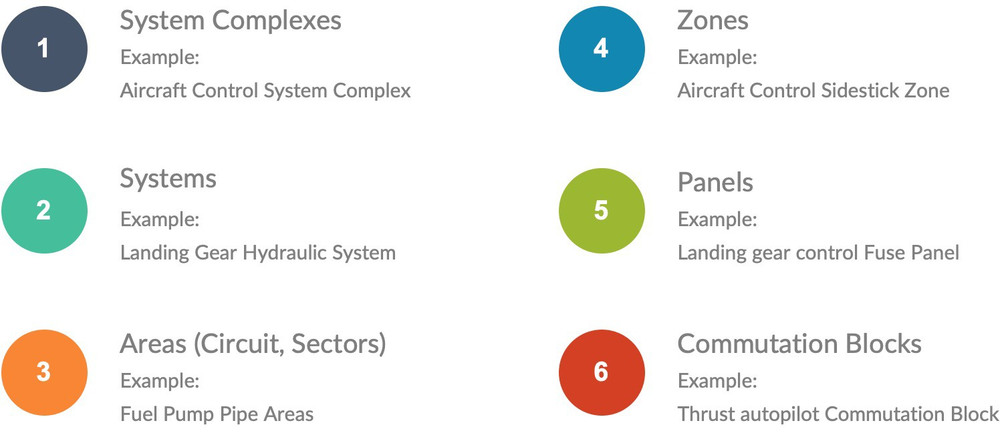 1
System Complexes
Example:
Aircraft Control System Complex
2
Systems
Example:
Landing Gear Hydraulic System
3
Areas (Circuit, Sectors)
Example:
Fuel Pump Pipe Areas
4
Zones
Example:
Aircraft Control Sidestick Zone
5
Panels
Example:
Landing gear control Fuse Panel
6
Commutation Blocks
Example:
Thrust autopilot Commutation Block